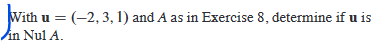 With u = (−2, 3, 1) and A as in Exercise 8, determine if u is
in Nul A.